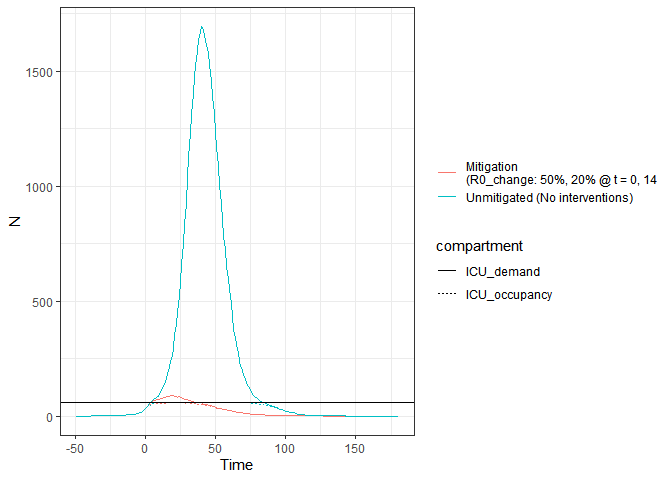 1500
1000
500
0
N
-50
0
50
100
150
Time
Mitigation
(R0_change: 50%, 20% @ t = 0, 14
Unmitigated (No interventions)
compartment
ICU_demand
ICU_occupancy